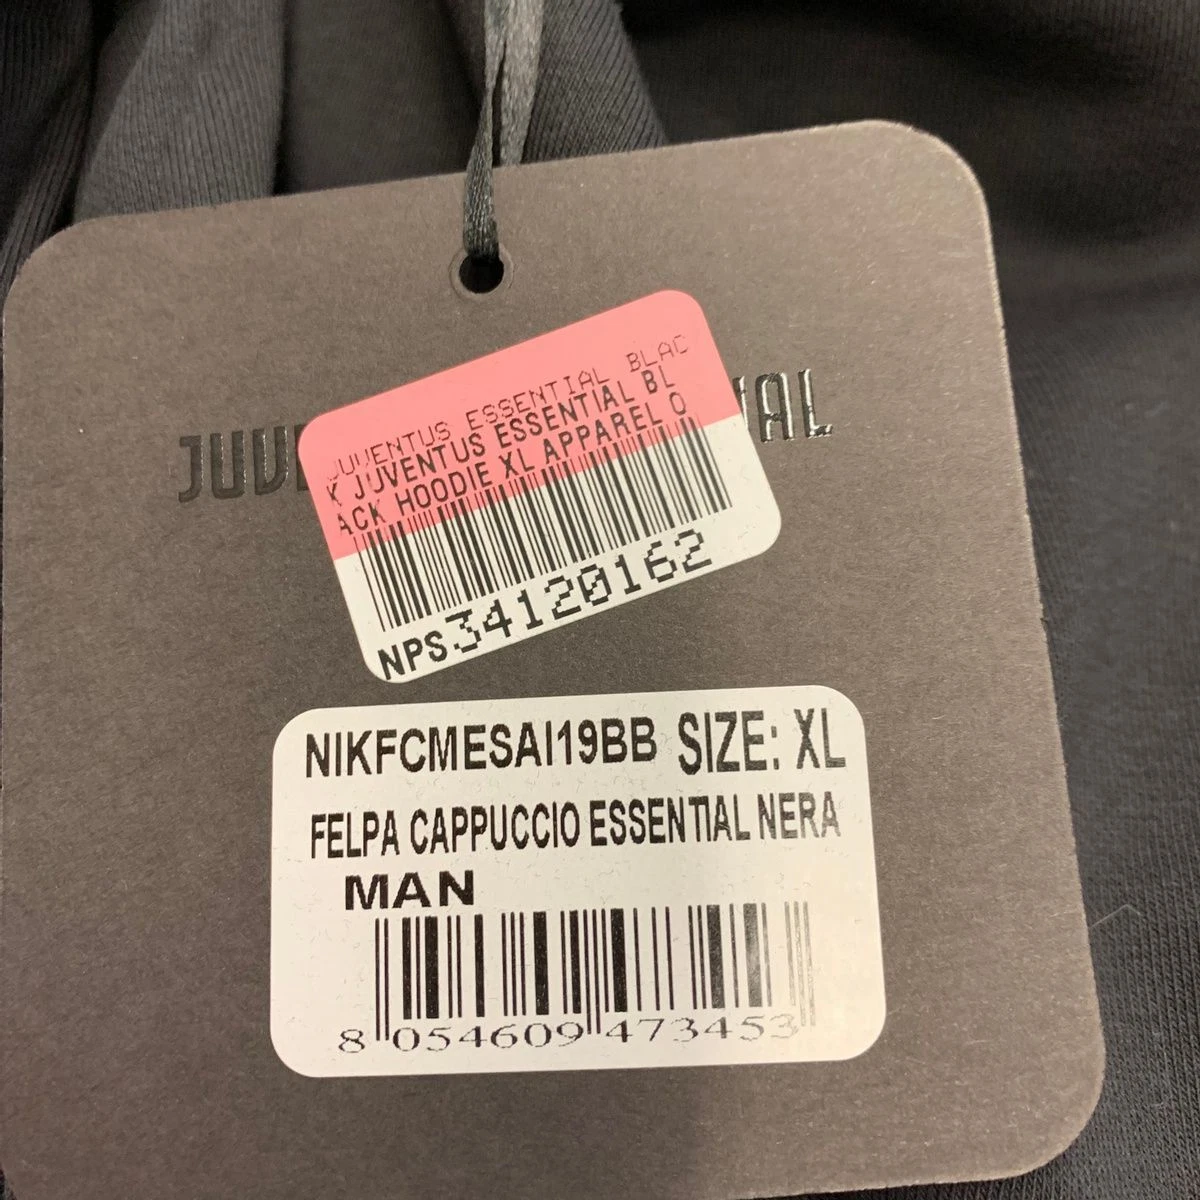 JUV
IAL
JUVENTUS ESSENTIAL BLAC
K JUVENTUS ESSENTIAL BL
ACK HOODIE XL APPAREL O
NPS34120162
NIKFCMESAI19BB SIZE: XL
FELPA CAPPUCCIO ESSENTIAL NERA
MAN
8 054609 473453